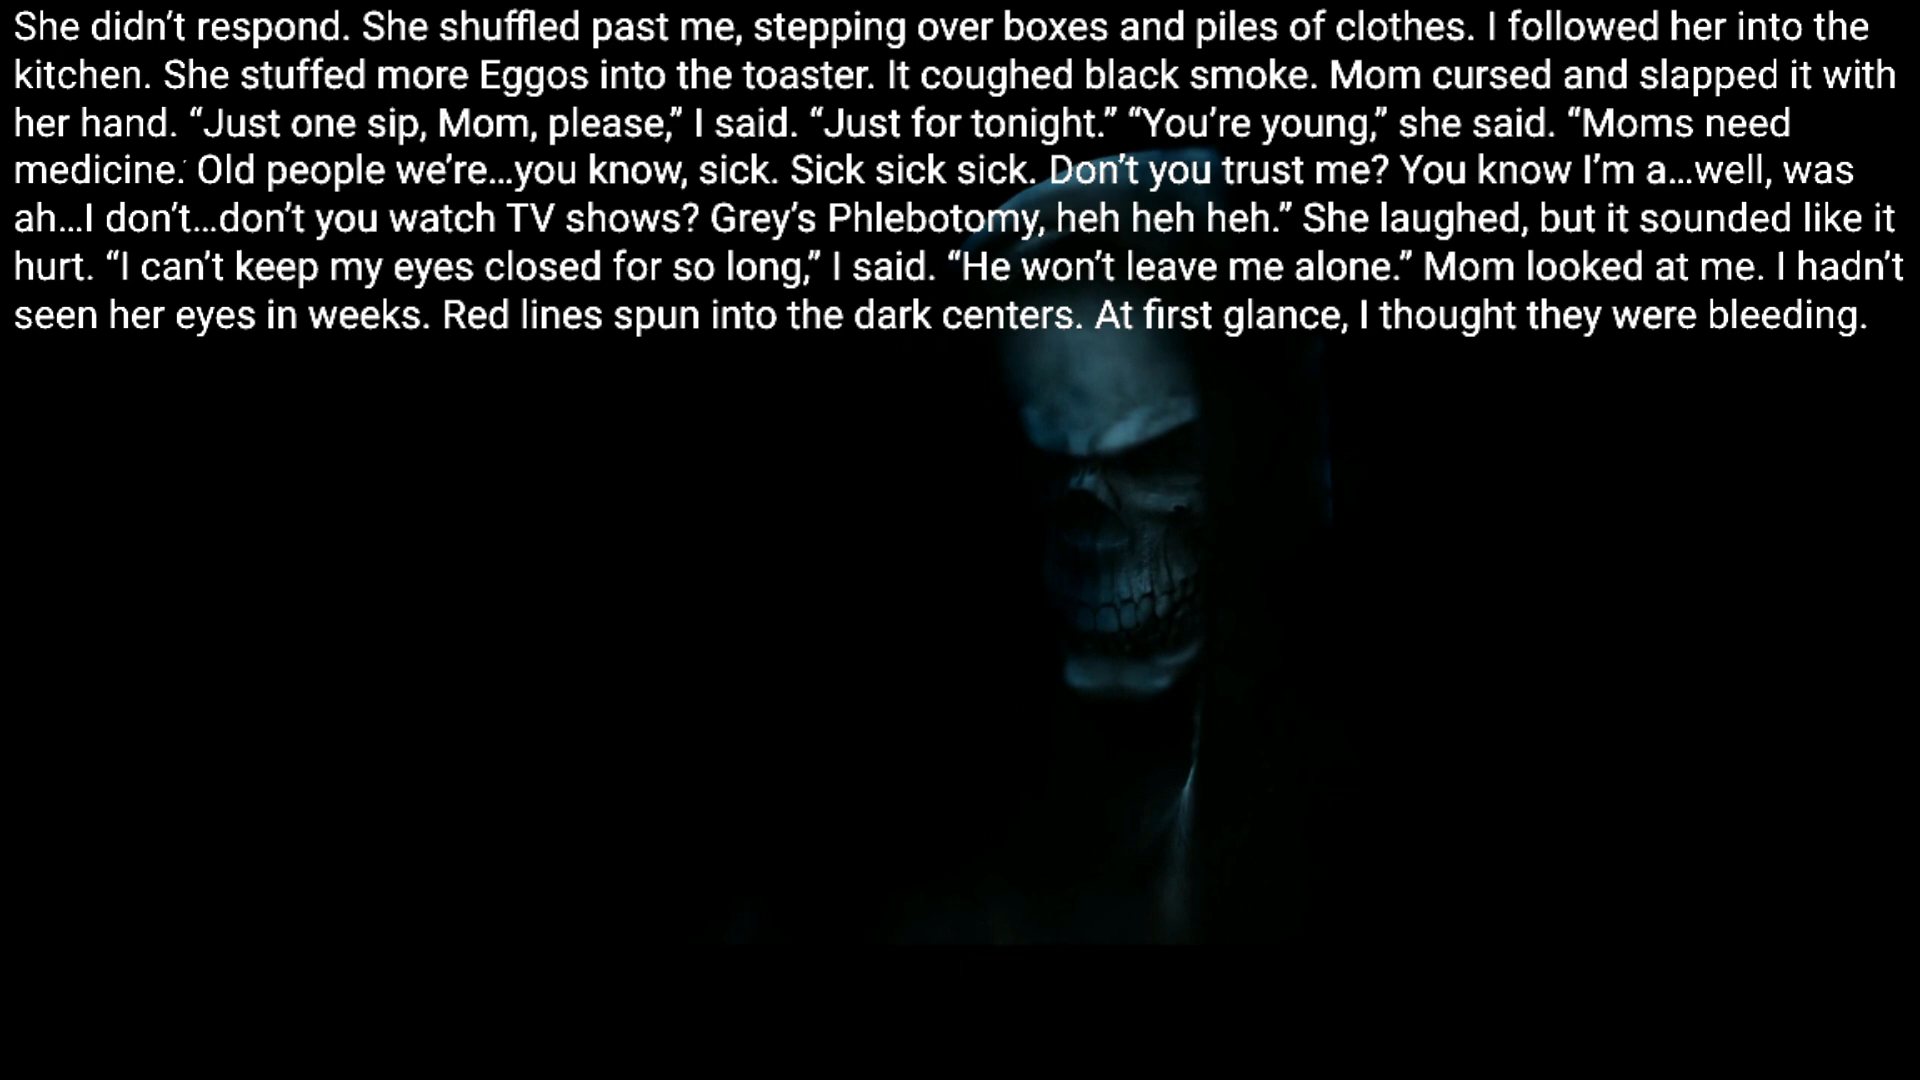 She didn’t respond. She shuffled past me, stepping over boxes and piles of clothes. I followed her into the
kitchen. She stuffed more Eggos into the toaster. It coughed black smoke. Mom cursed and slapped it with
her hand. “Just one sip, Mom, please,” I said. “Just for tonight.” “You’re young,” she said. “Moms need
medicine. Old people we’re…you know, sick. Sick sick sick. Don’t you trust me? You know I’m a…well, was
ah…I don’t…don’t you watch TV shows? Grey’s Phlebotomy, heh heh heh.” She laughed, but it sounded like it
hurt. “I can’t keep my eyes closed for so long,” I said. “He won’t leave me alone.” Mom looked at me. I hadn’t
seen her eyes in weeks. Red lines spun into the dark centers. At first glance, I thought they were bleeding.